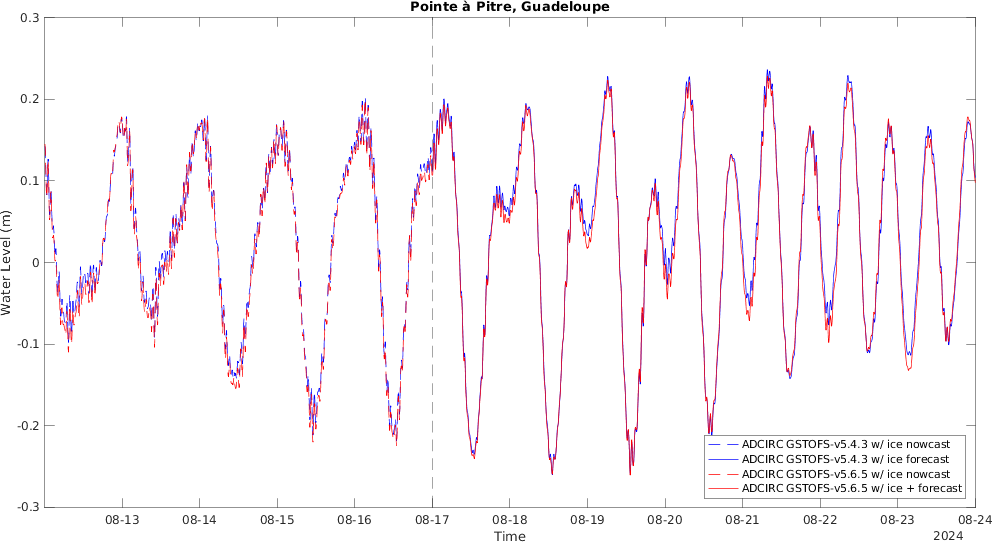 Pointe à Pitre, Guadeloupe
0.3
0.2
0.1
0
-0.1
-0.2
-0.3
Water Level (m)
08-13 08-14 08-15 08-16 08-17 08-18 08-19 08-20 08-21 08-22 08-23 08-24
Time
2024
ADCIRC GSTOFS-v5.4.3 w/ ice nowcast
ADCIRC GSTOFS-v5.4.3 w/ ice forecast
ADCIRC GSTOFS-v5.6.5 w/ ice nowcast
ADCIRC GSTOFS-v5.6.5 w/ ice + forecast